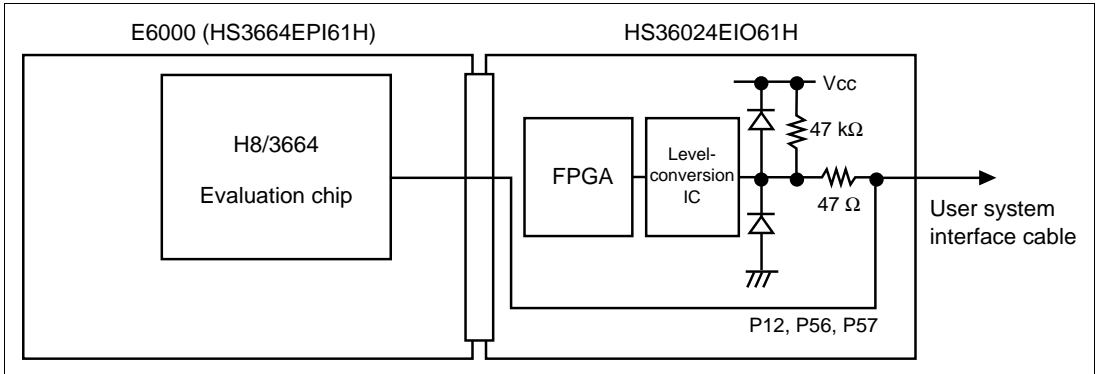 E6000 (HS3664EPI61H)
HS36024EIO61H
H8/3664
Evaluation chip
FPGA
Level-
conversion
IC
Vcc
47 kΩ
47 Ω
User system
interface cable
P12, P56, P57